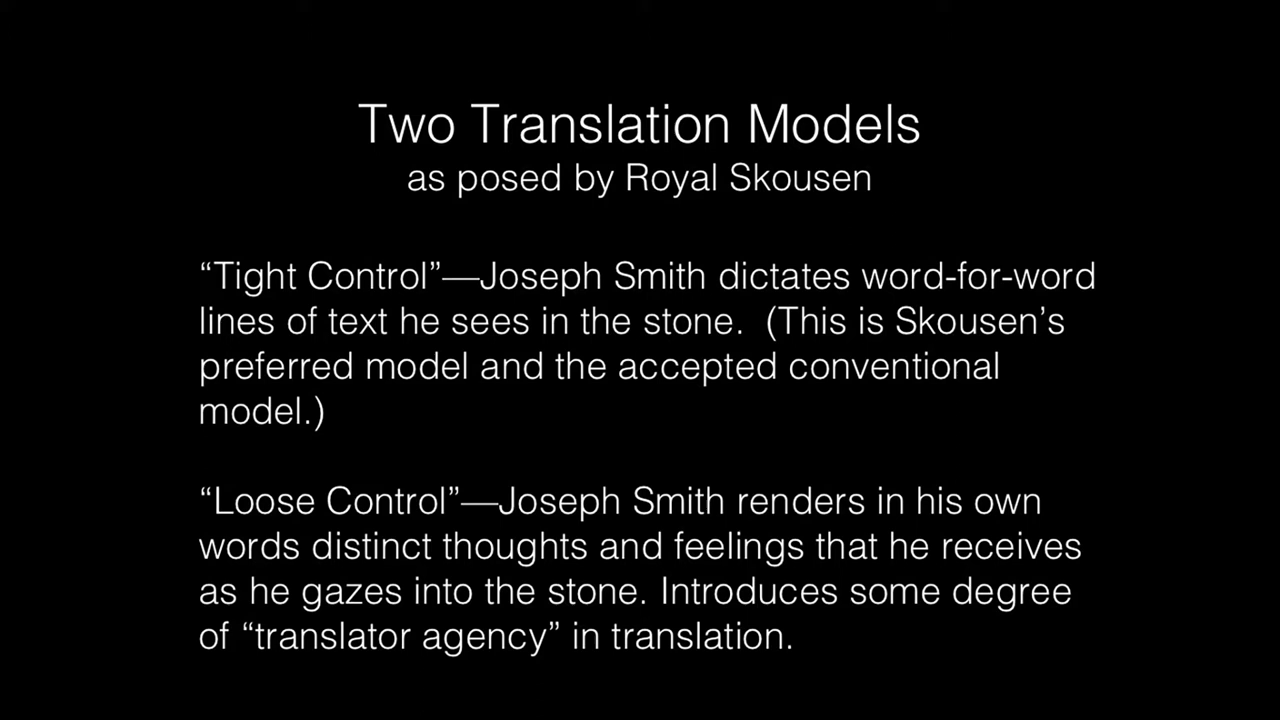 Two Translation Models
as posed by Royal Skousen
“Tight Control”—Joseph Smith dictates word-for-word
lines of text he sees in the stone.  (This is Skousen’s
preferred model and the accepted conventional
model.)
“Loose Control”—Joseph Smith renders in his own
words distinct thoughts and feelings that he receives
as he gazes into the stone. Introduces some degree
of “translator agency” in translation.